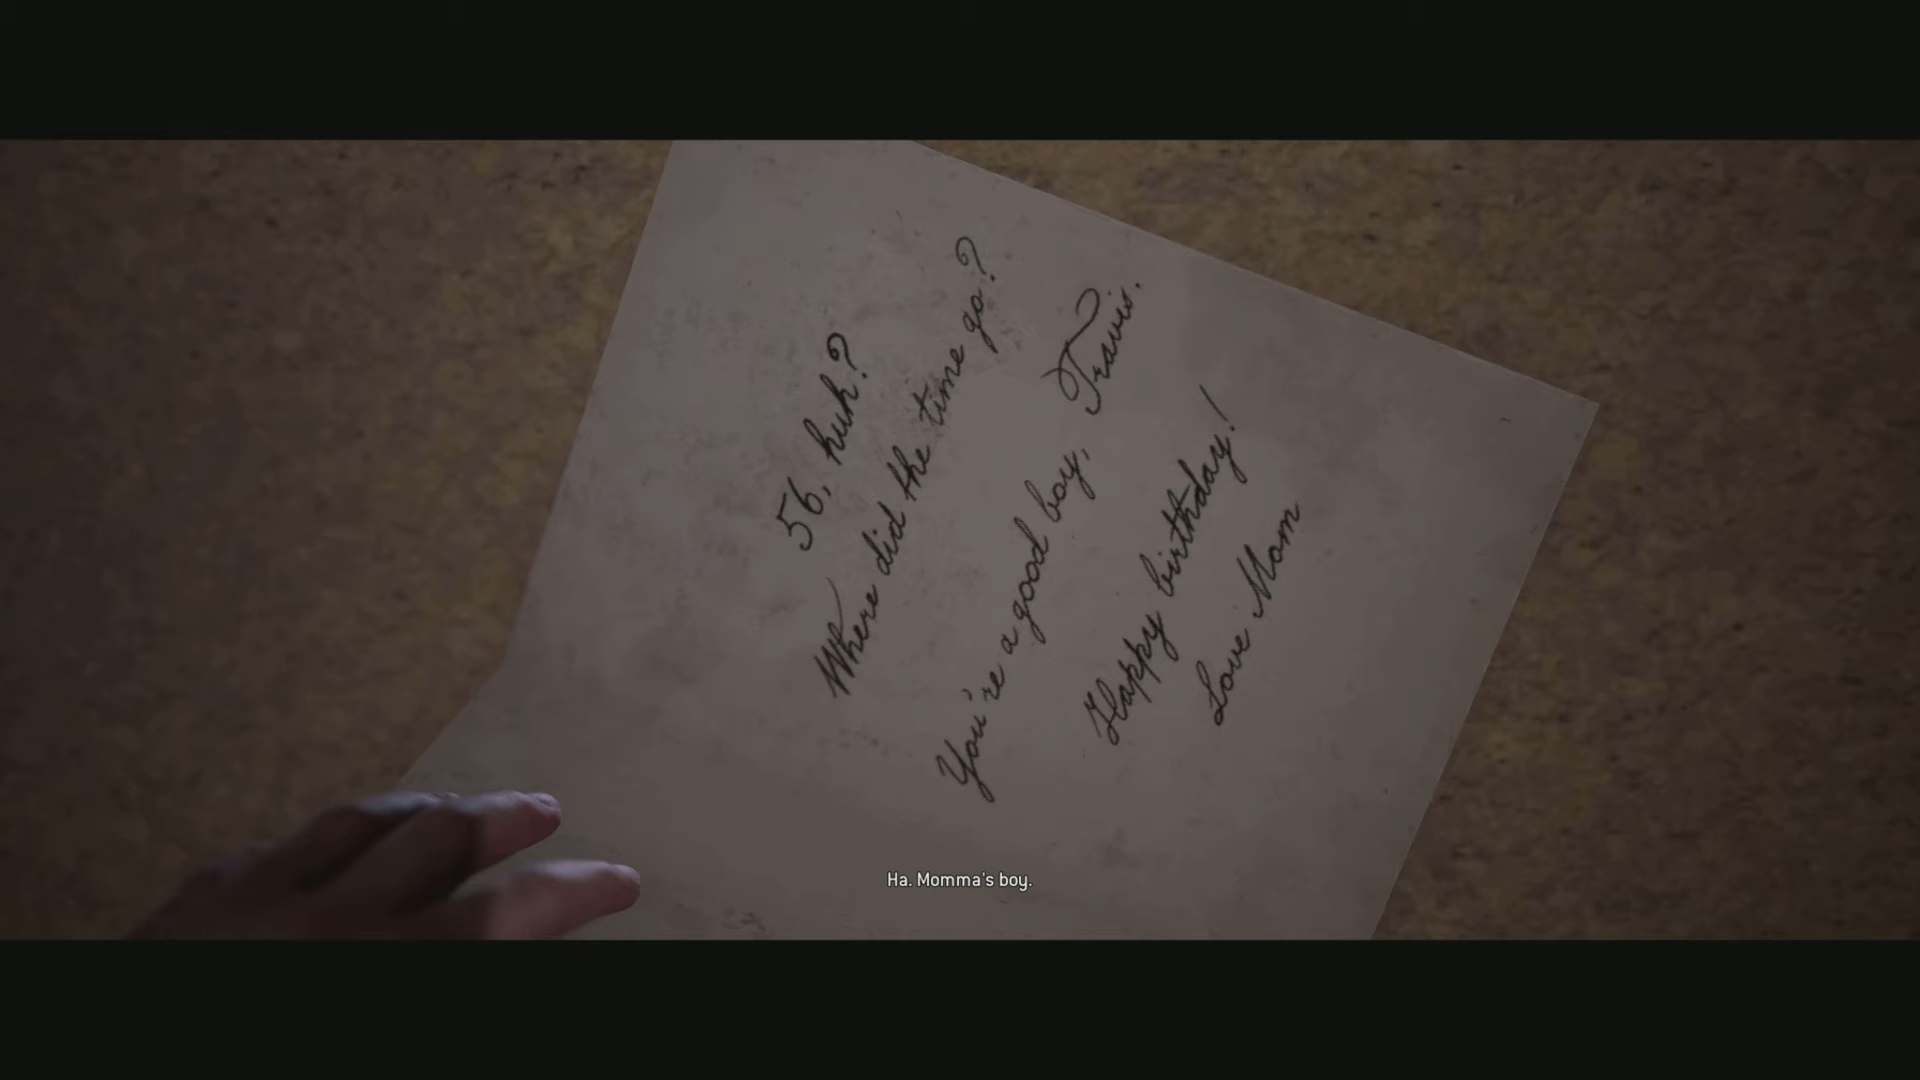 56, huh?
Where did the time go?
You're a good boy, Travis.
Happy birthday!
Love Mom
Ha. Momma's boy.